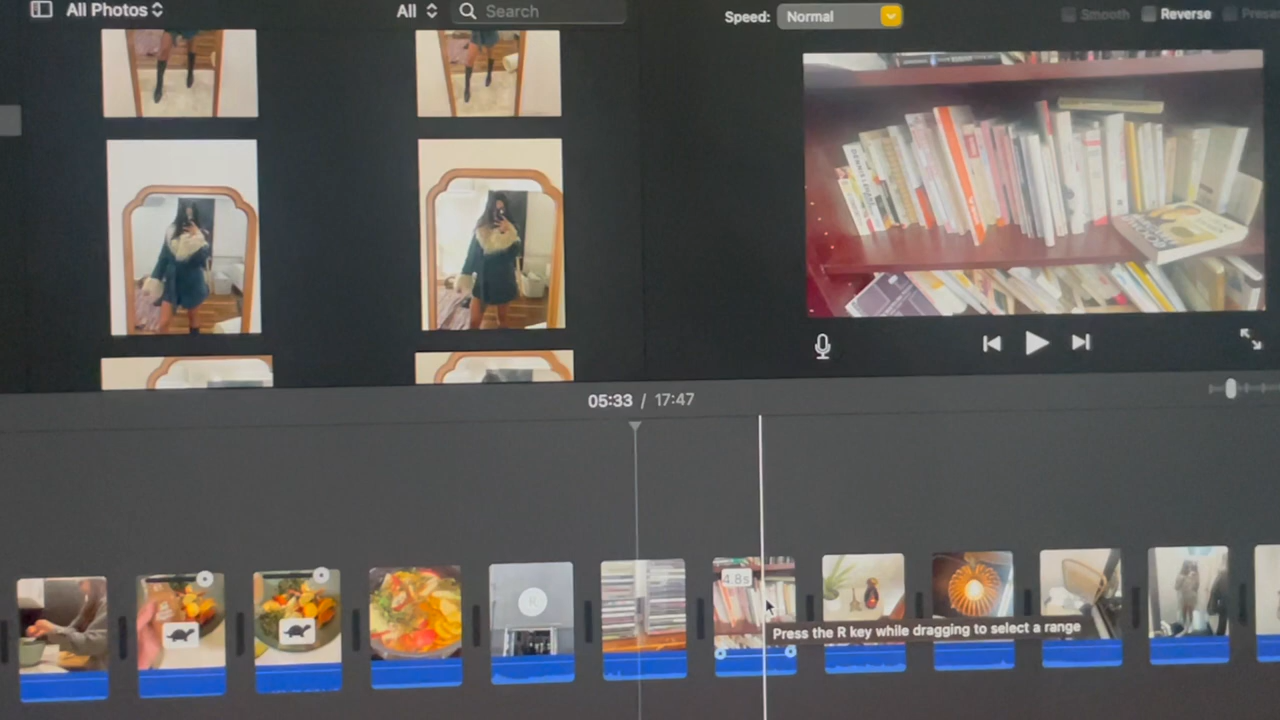 All Photos
All
Search
Speed:
Normal
Smooth
Reverse
05:33 / 17:47
4.8s
Press the R key while dragging to select a range